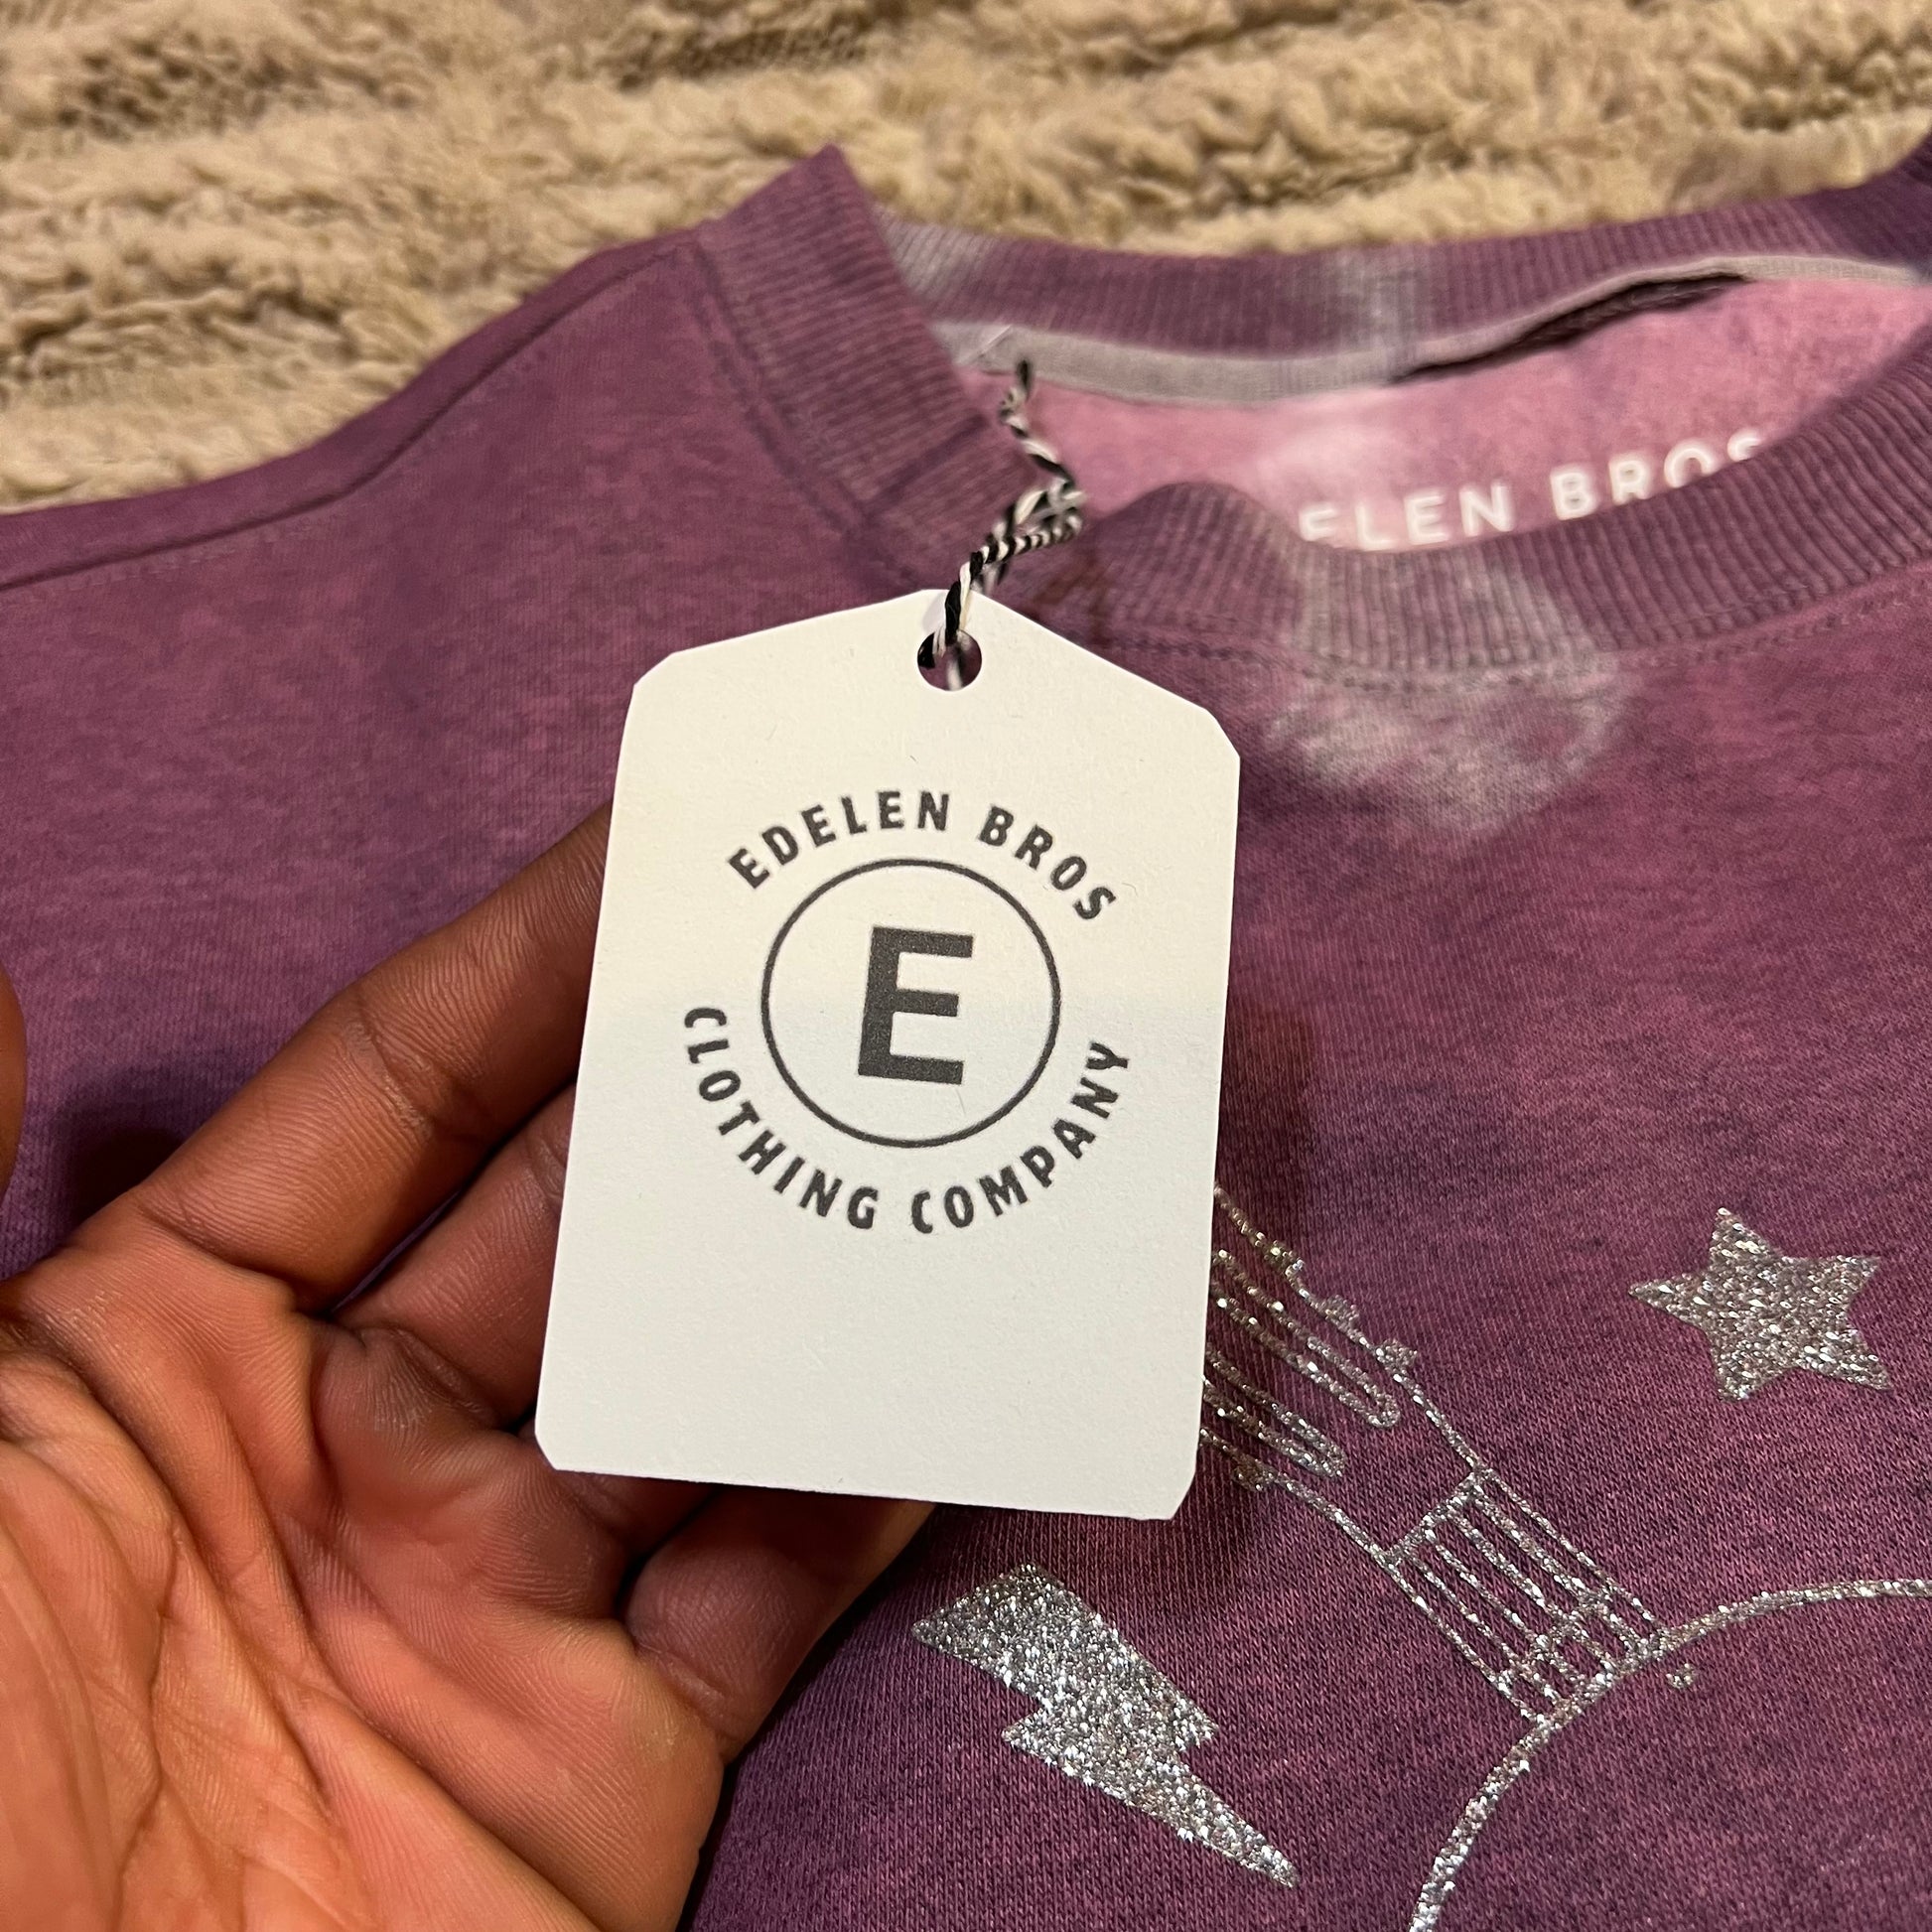 ELEN BROS
EDELEN BROS
E
CLOTHING COMPANY